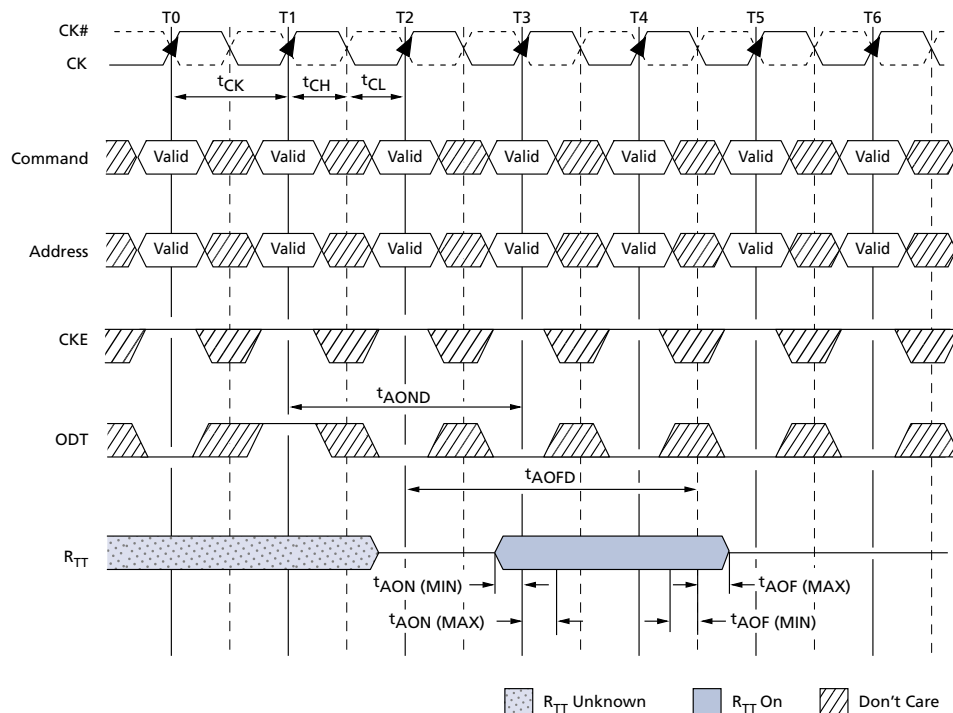 T0 T1 T2 T3 T4 T5 T6
CK#
CK
tCK tCH tCL
Command Valid Valid Valid Valid Valid Valid Valid
Address Valid Valid Valid Valid Valid Valid Valid
CKE
tAOND
ODT
tAOFD
RTT
tAON (MIN) tAOF (MAX)
tAON (MAX) tAOF (MIN)
RTT Unknown RTT On Don't Care